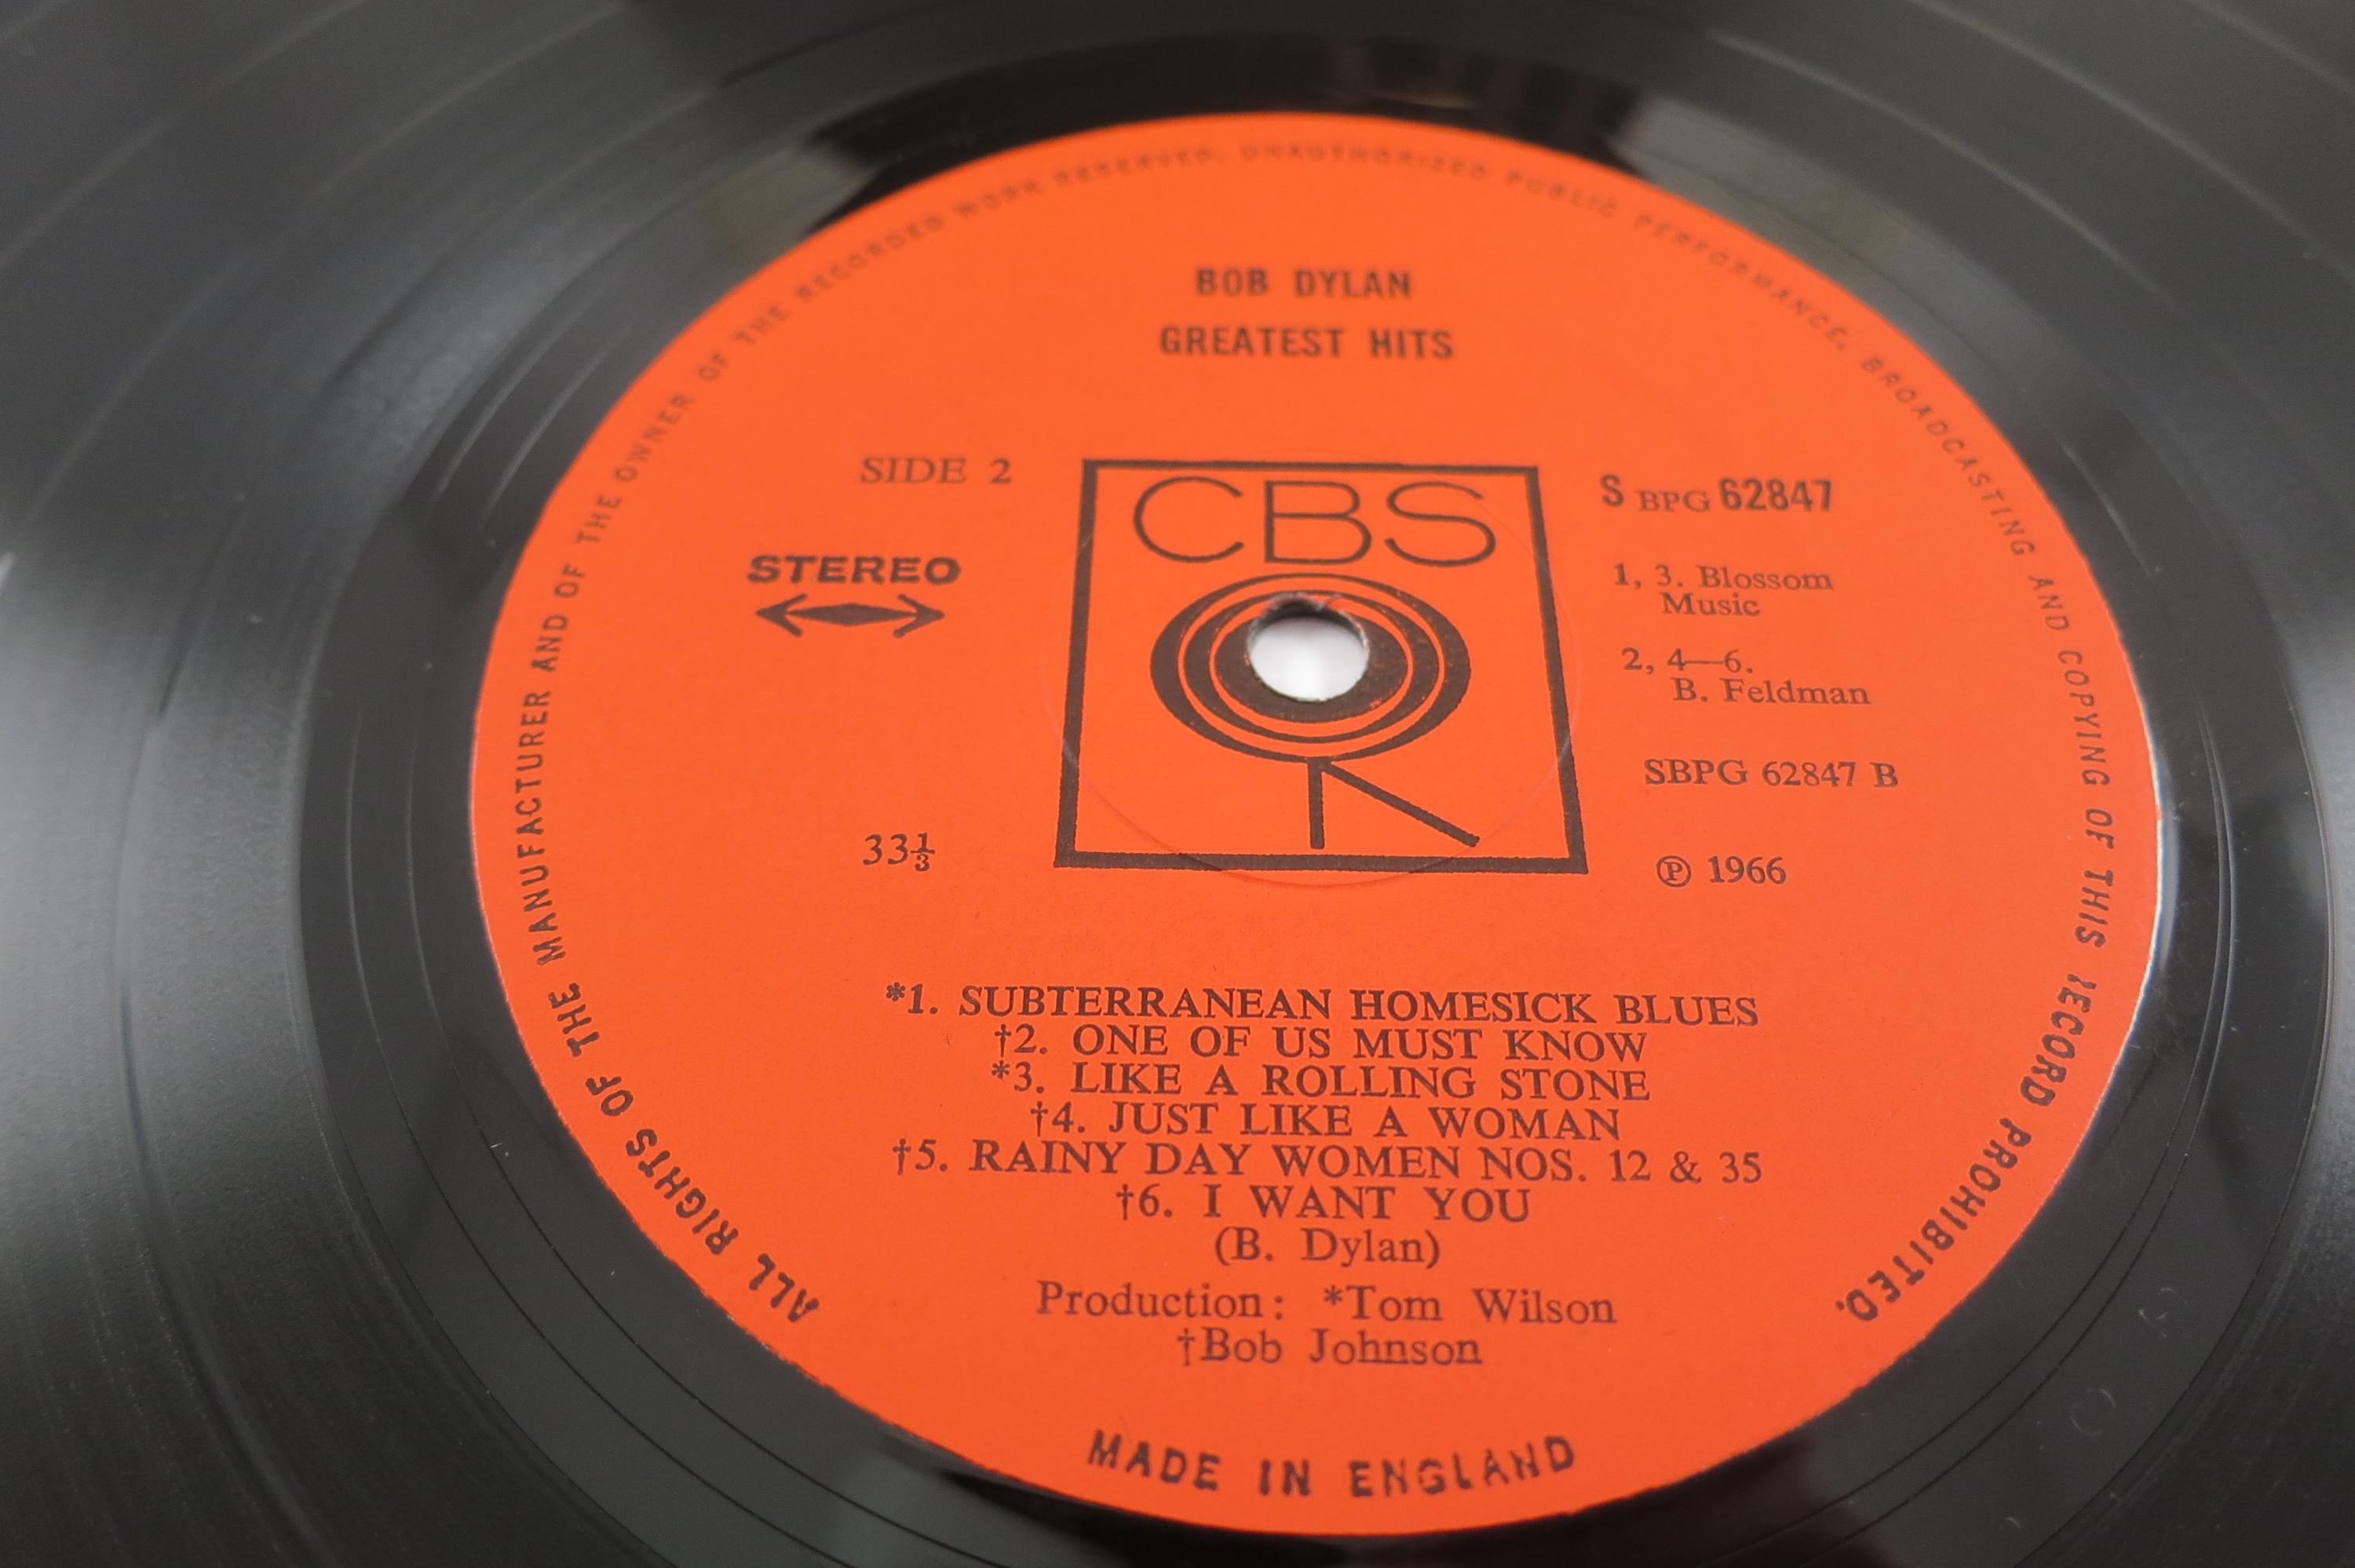 ALL RIGHTS OF THE MANUFACTURER AND OF THE OWNER OF THE RECORDED WORK RESERVED. UNAUTHORISED PUBLIC PERFORMANCE, BROADCASTING AND COPYING OF THIS RECORD PROHIBITED.
BOB DYLAN
GREATEST HITS
SIDE 2
STEREO
33⅓
CBS
S BPG 62847
1, 3. Blossom
Music
2, 4—6.
B. Feldman
SBPG 62847 B
℗ 1966
*1. SUBTERRANEAN HOMESICK BLUES
†2. ONE OF US MUST KNOW
*3. LIKE A ROLLING STONE
†4. JUST LIKE A WOMAN
†5. RAINY DAY WOMEN NOS. 12 & 35
†6. I WANT YOU
(B. Dylan)
Production: *Tom Wilson
†Bob Johnson
MADE IN ENGLAND